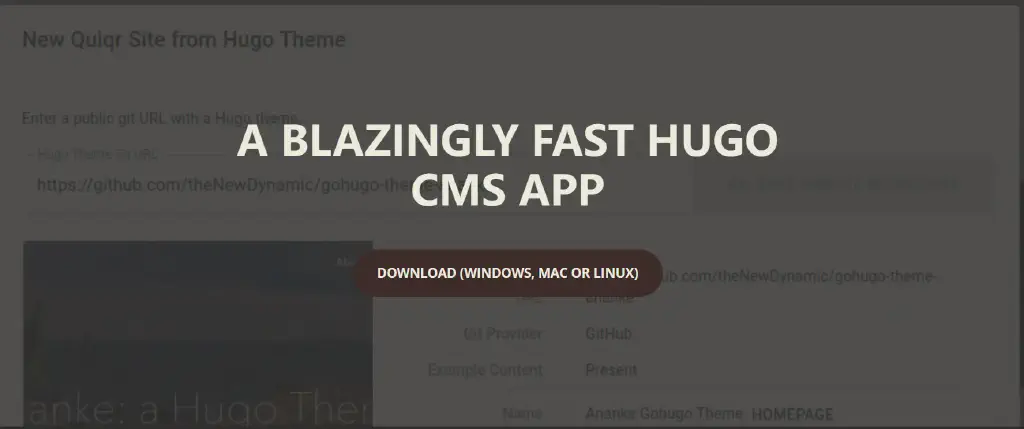 New Quiqr Site from Hugo Theme
Enter a public git URL with a Hugo theme.
Hugo Theme Git URL
A BLAZINGLY FAST HUGO
CMS APP
https://github.com/theNewDynamic/gohugo-theme-
DOWNLOAD (WINDOWS, MAC OR LINUX)
hub.com/theNewDynamic/gohugo-theme-
ananke
Git Provider
GitHub
Example Content
Present
anke: a Hugo Ther
Name
Ananke Gohugo Theme
HOMEPAGE